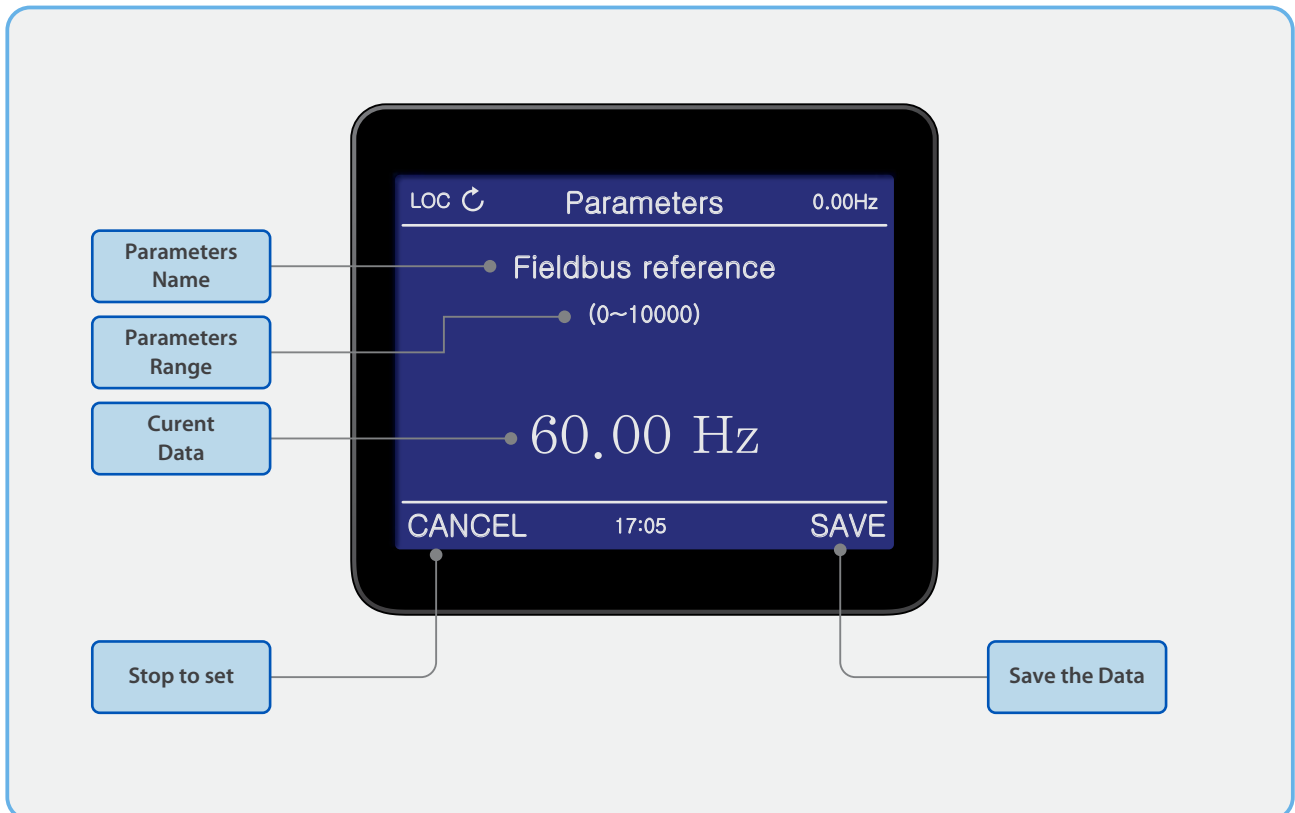 LOC Parameters 0.00Hz
Parameters
Name
Fieldbus reference
(0~10000)
Parameters
Range
Curent
Data
60.00 Hz
CANCEL 17:05 SAVE
Stop to set
Save the Data